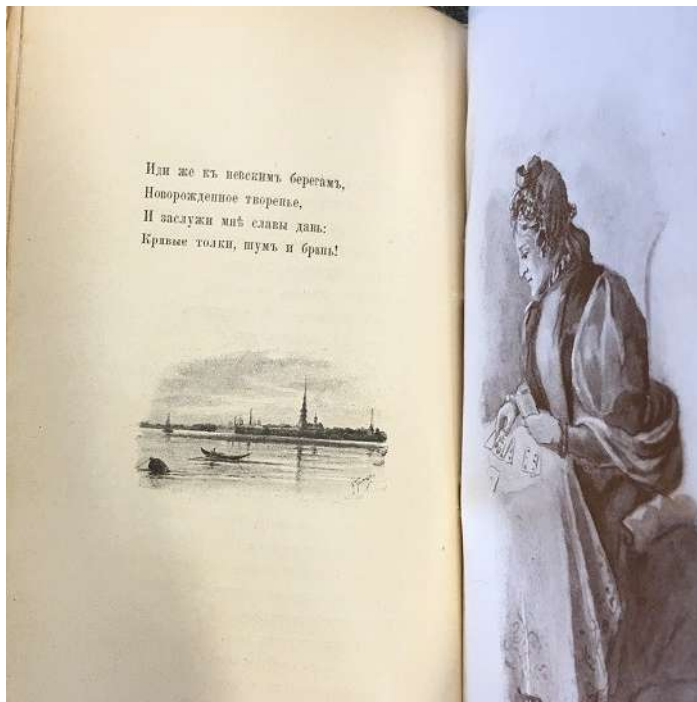 Иди же къ невскимъ берегамъ,
Новорожденное творенье,
И заслужи мнѣ славы дань:
Кривые толки, шумъ и брань!